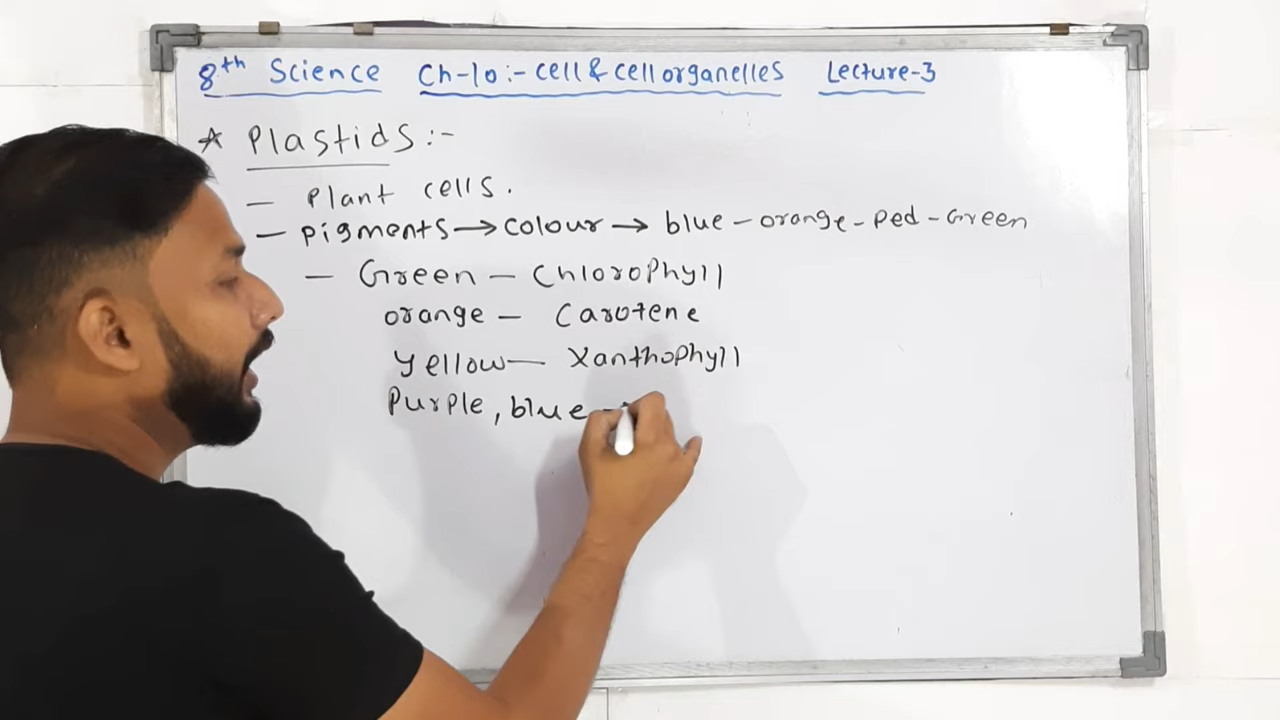 8th Science Ch-10:- cell & cell organelles Lecture-3
* Plastids:-
- Plant cells.
- pigments → colour → blue - orange - Red - Green
- Green - Chlorophyll
orange - Carotene
yellow - Xanthophyll
Purple, blue -